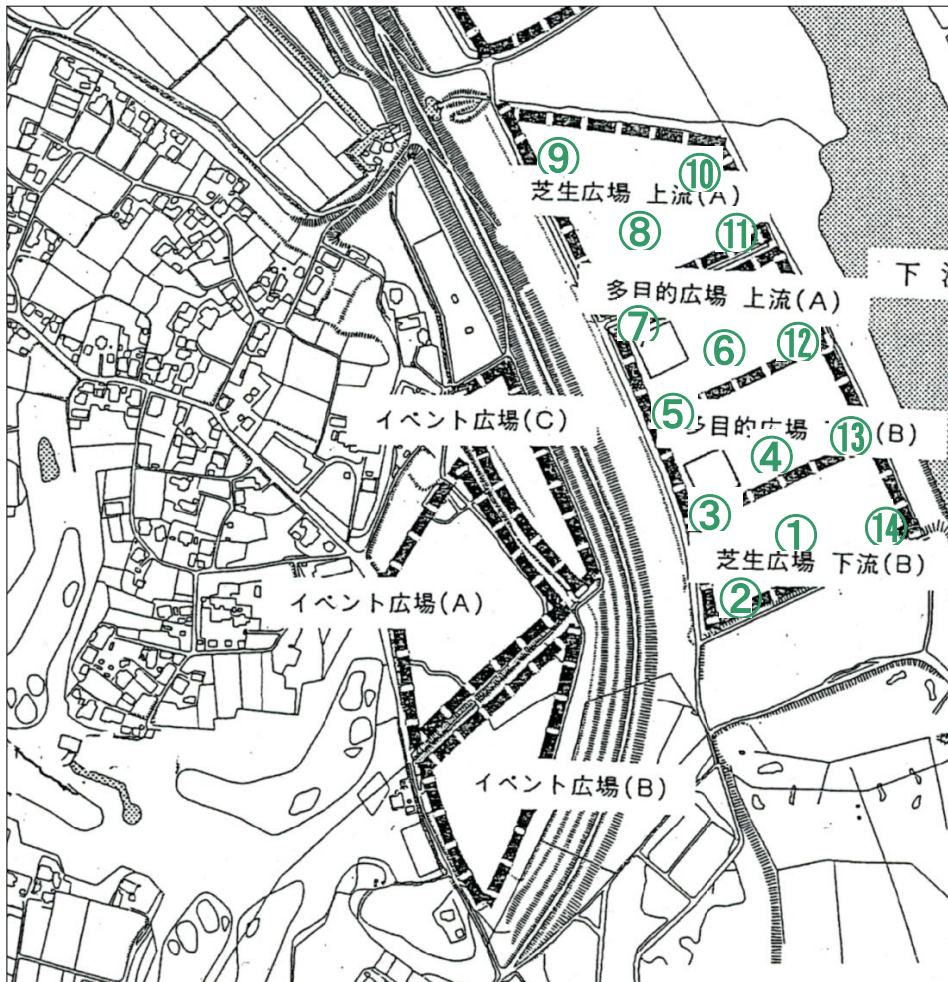 ⑨ ⑩
芝生広場 上流(A)
⑧ ⑪
下
多目的広場 上流(A)
⑦ ⑥ ⑫
イベント広場(C)
⑤
多目的広場 (B)
⑬
④
③ ① ⑭
芝生広場 下流(B)
イベント広場(A)
②
イベント広場(B)